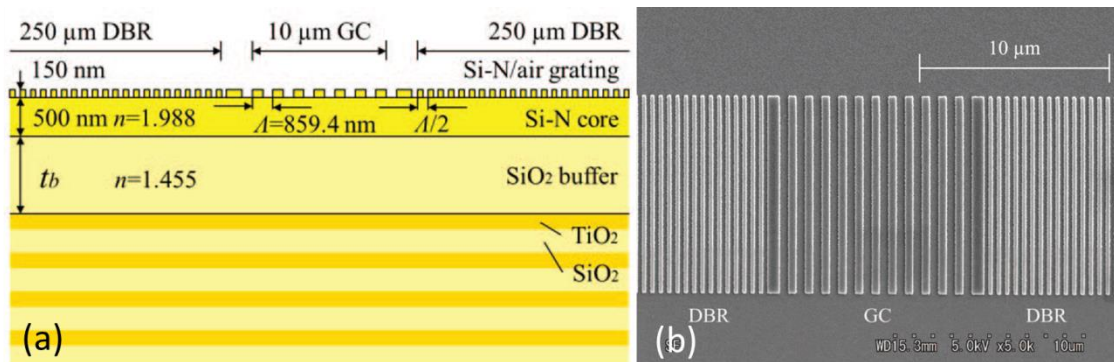 250 µm DBR 10 µm GC 250 µm DBR
150 nm Si-N/air grating
500 nm n=1.988 Λ=859.4 nm Λ/2 Si-N core
tb n=1.455 SiO2 buffer
TiO2
SiO2
(a)
10 µm
DBR GC DBR
(b)
WD15.3mm 5.0kV x5.0k 10um